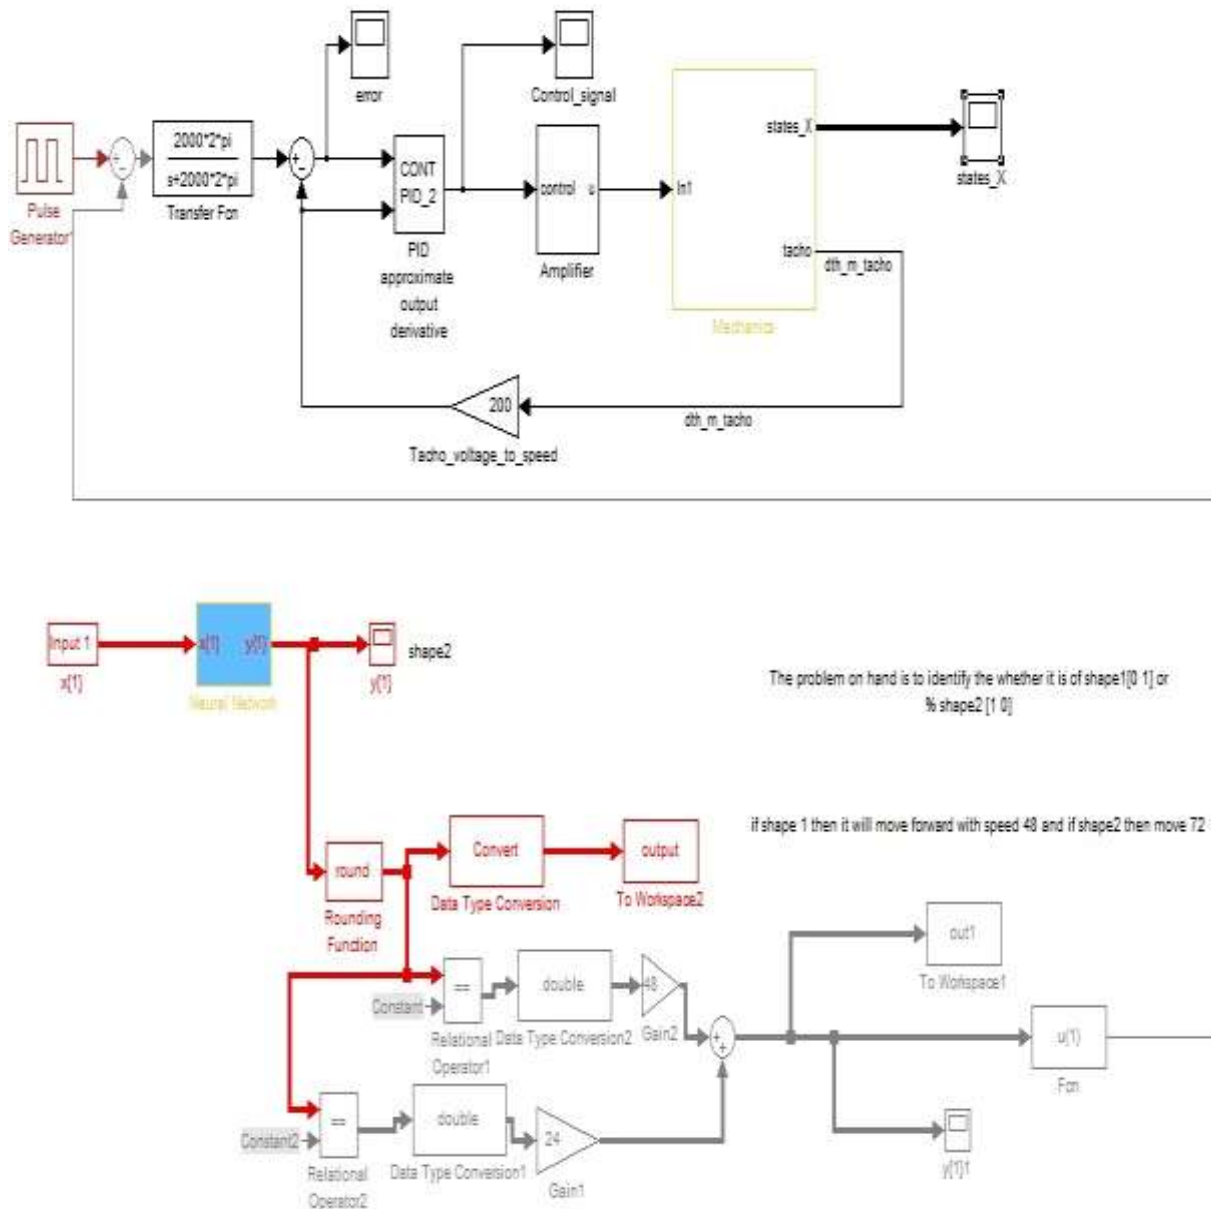 error
Control_signal
2000*2*pi
s+2000*2*pi
Transfer Fcn
Pulse
Generator1
CONT
PID_2
PID
approximate
output
derivative
control
u
Amplifier
In1
states_X
tacho
Mechanics
states_X
dth_m_tacho
200
dth_m_tacho
Tacho_voltage_to_speed
Input 1
x{1}
x{1}
y{1}
Neural Network
y{1}
shape2
The problem on hand is to identify the whether it is of shape1[0 1] or
% shape2 [1 0]
if shape 1 then it will move forward with speed 48 and if shape2 then move 72
round
Rounding
Function
Convert
Data Type Conversion
output
To Workspace2
Constant
==
Relational
Operator1
double
Data Type Conversion2
48
Gain2
out1
To Workspace1
u(1)
Fcn
Constant2
==
Relational
Operator2
double
Data Type Conversion1
24
Gain1
y{1}1